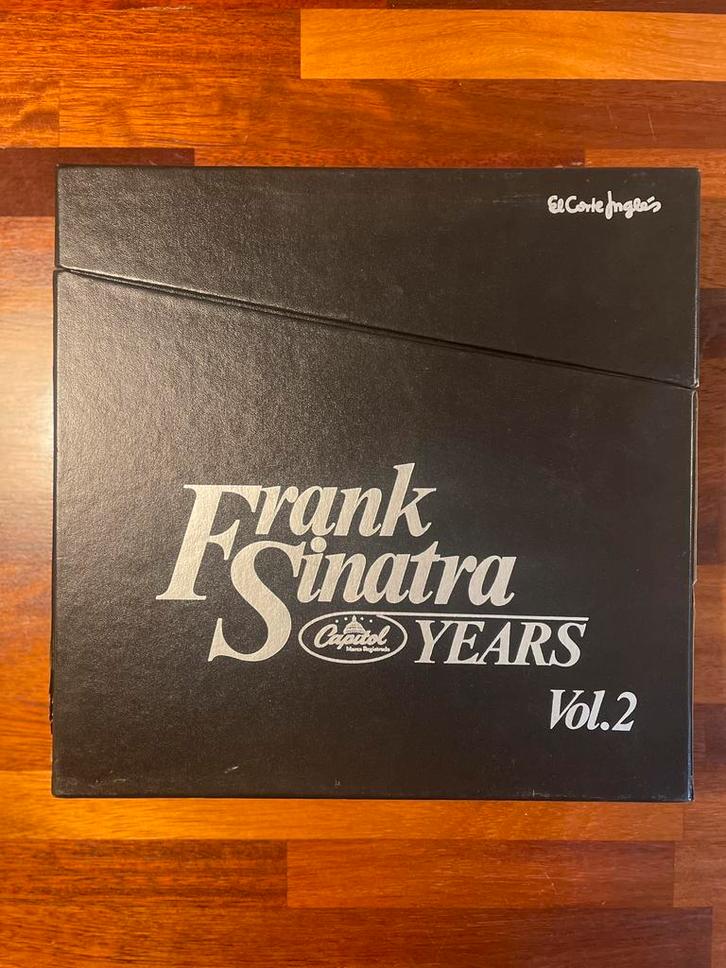 El Corte Inglés
Frank
Sinatra
Capitol YEARS
Marca Registrada
Vol.2